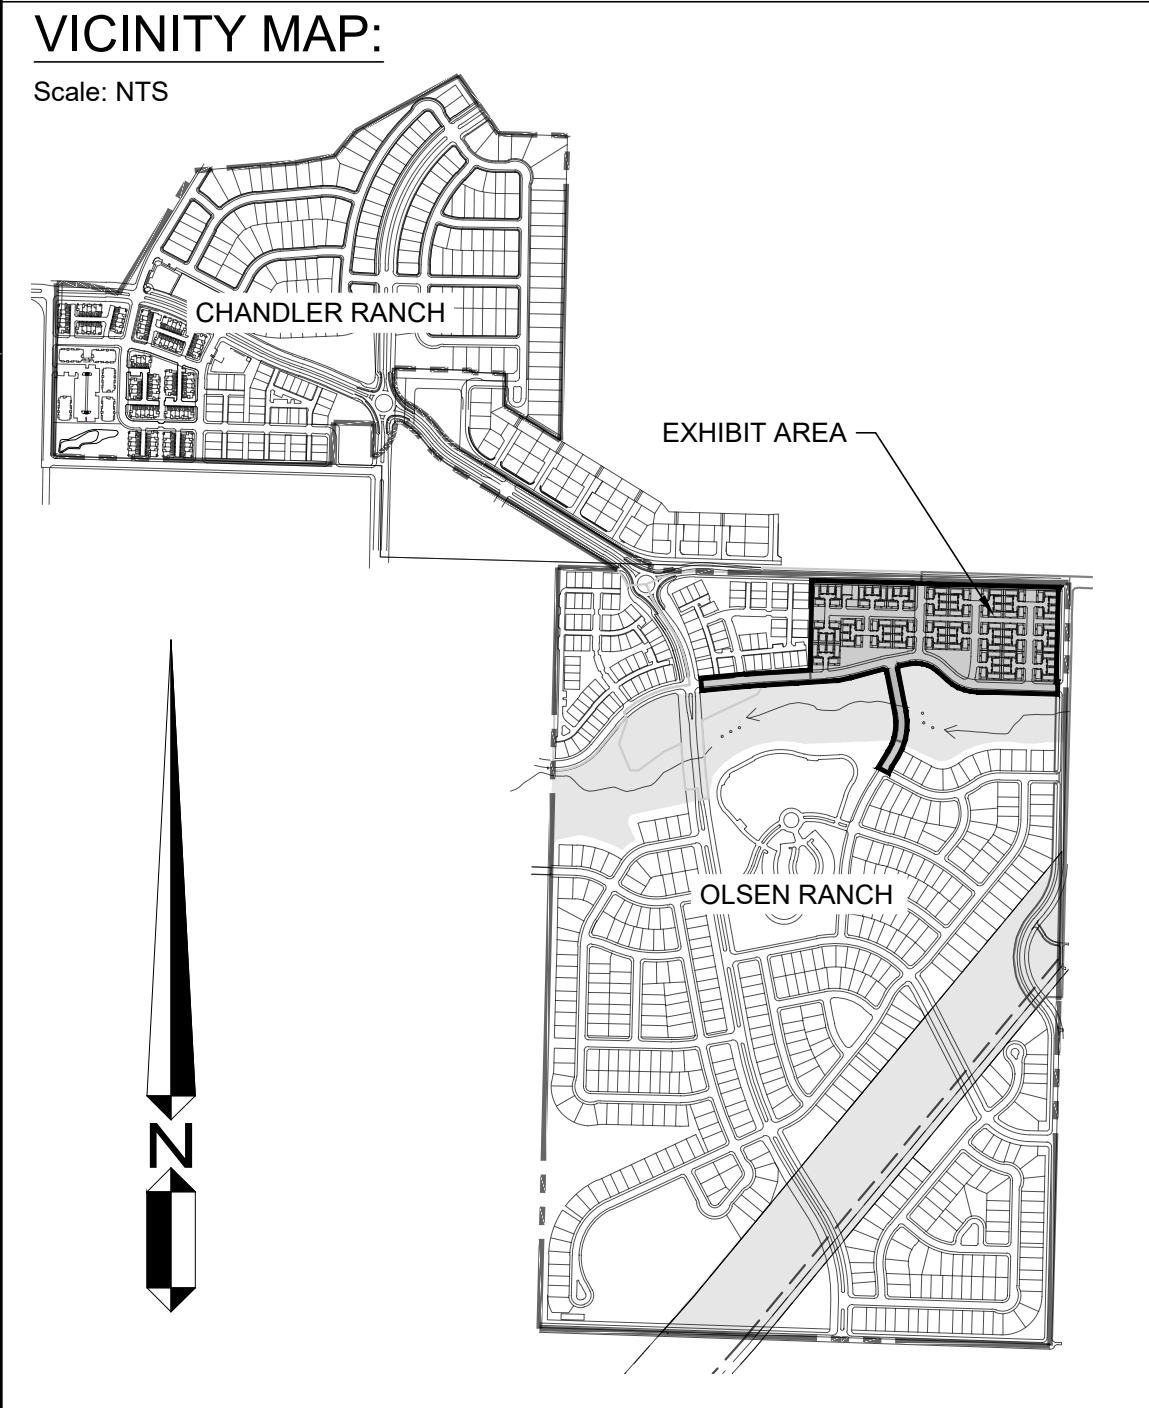 VICINITY MAP:
Scale: NTS
CHANDLER RANCH
EXHIBIT AREA
OLSEN RANCH
N